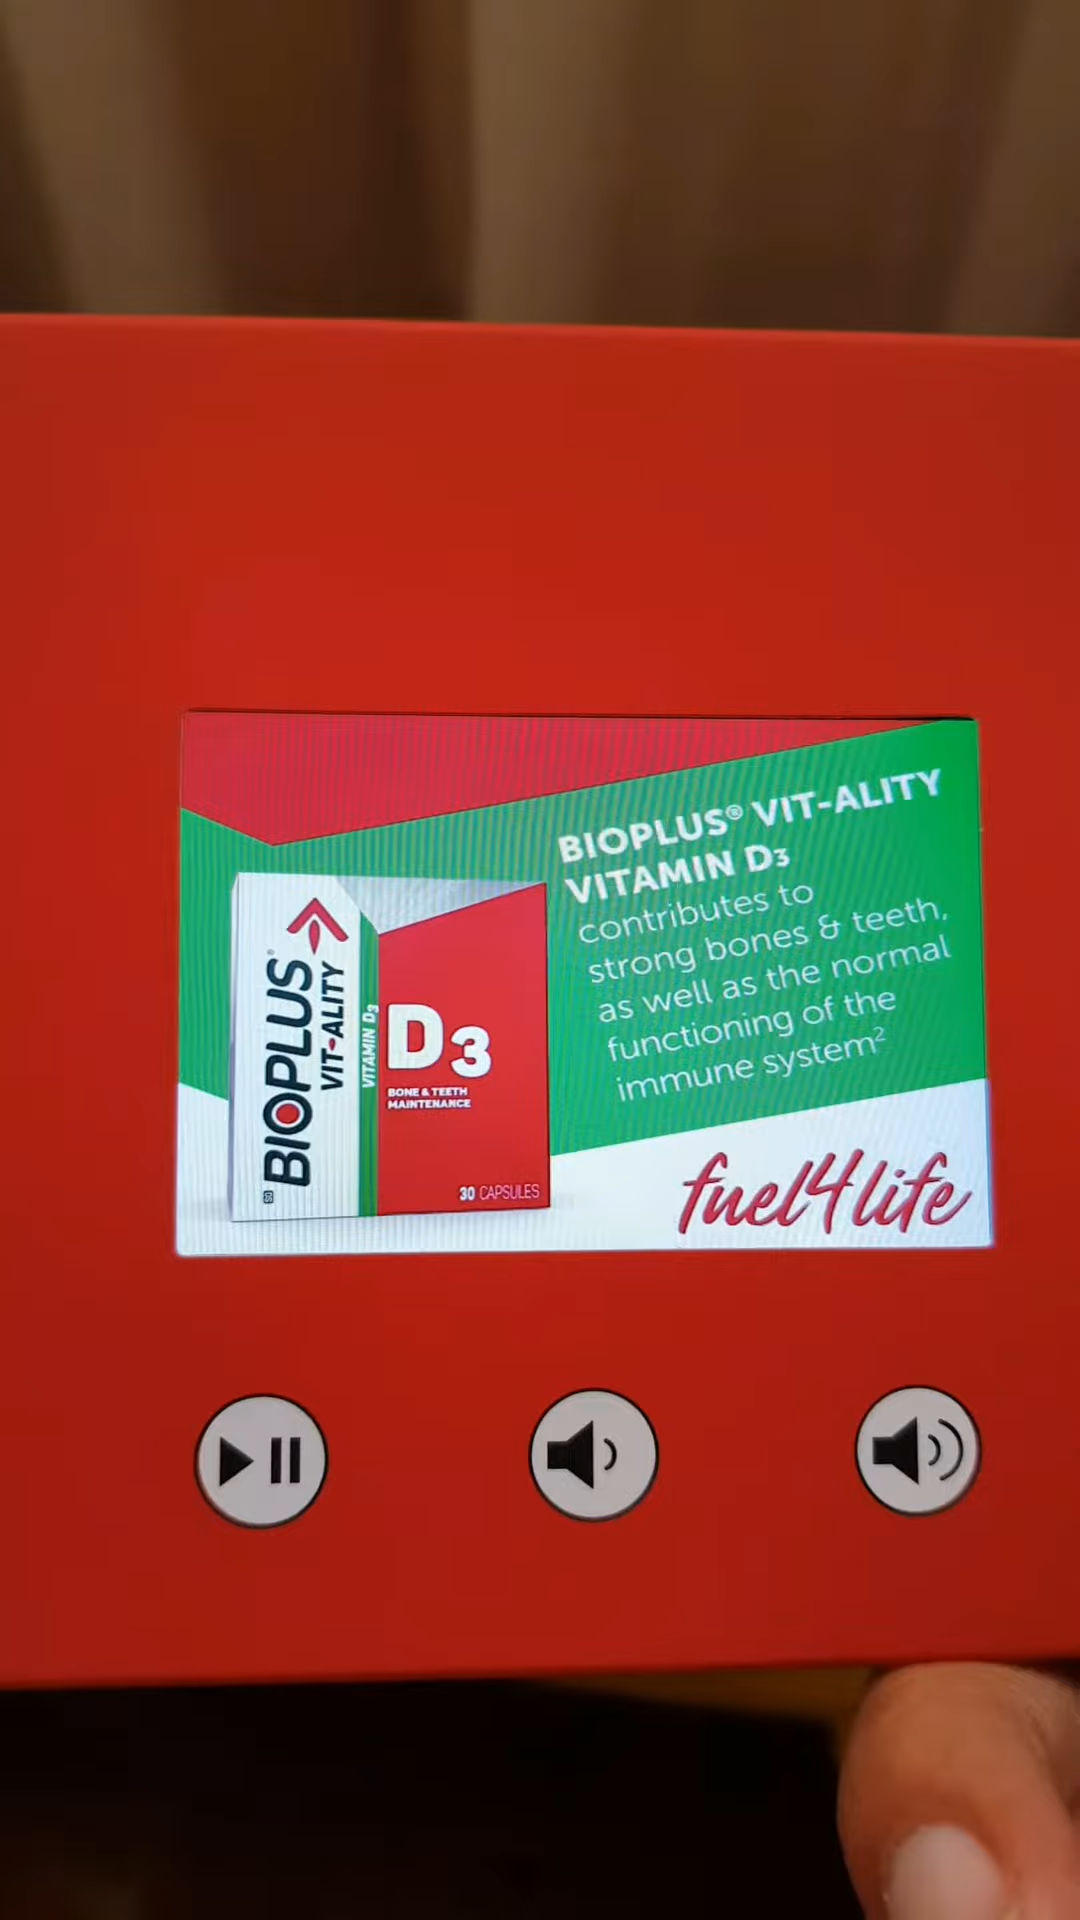 BIOPLUS® VIT-ALITY
VITAMIN D3
contributes to
strong bones & teeth,
as well as the normal
functioning of the
immune system²
BIOPLUS®
VIT-ALITY
VITAMIN D3
D3
BONE & TEETH
MAINTENANCE
30 CAPSULES
fuel4life